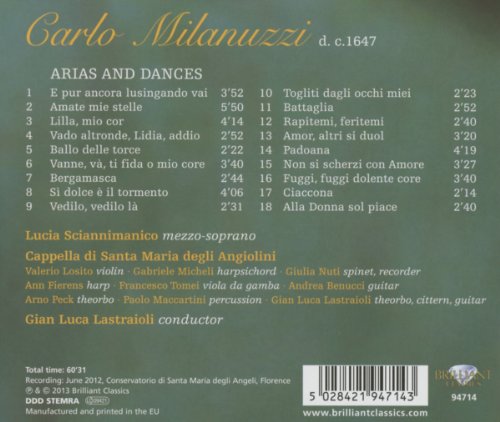 Carlo Milanuzzi d. c.1647
ARIAS AND DANCES
1 E pur ancora lusingando vai 3’52
2 Amate mie stelle 5’50
3 Lilla, mio cor 4’14
4 Vado altronde, Lidia, addio 2’52
5 Ballo delle torce 2’22
6 Vanne, và, ti fida o mio core 3’40
7 Bergamasca 2’44
8 Sì dolce è il tormento 4’06
9 Vedilo, vedilo là 2’31
10 Togliti dagli occhi miei 2’23
11 Battaglia 2’52
12 Rapitemi, feritemi 2’40
13 Amor, altri si duol 3’20
14 Padoana 4’19
15 Non si scherzi con Amore 3’27
16 Fuggi, fuggi dolente core 3’40
17 Ciaccona 2’14
18 Alla Donna sol piace 2’40
Lucia Sciannimanico mezzo-soprano
Cappella di Santa Maria degli Angiolini
Valerio Losito violin · Gabriele Micheli harpsichord · Giulia Nuti spinet, recorder
Ann Fierens harp · Francesco Tomei viola da gamba · Andrea Benucci guitar
Arno Peck theorbo · Paolo Maccartini percussion · Gian Luca Lastraioli theorbo, cittern, guitar
Gian Luca Lastraioli conductor
Total time: 60’31
Recording: June 2012, Conservatorio di Santa Maria degli Angeli, Florence
℗ & © 2013 Brilliant Classics
DDD STEMRA
Manufactured and printed in the EU
5 028421 947143
www.brilliantclassics.com
BRILLIANT
CLASSICS
94714